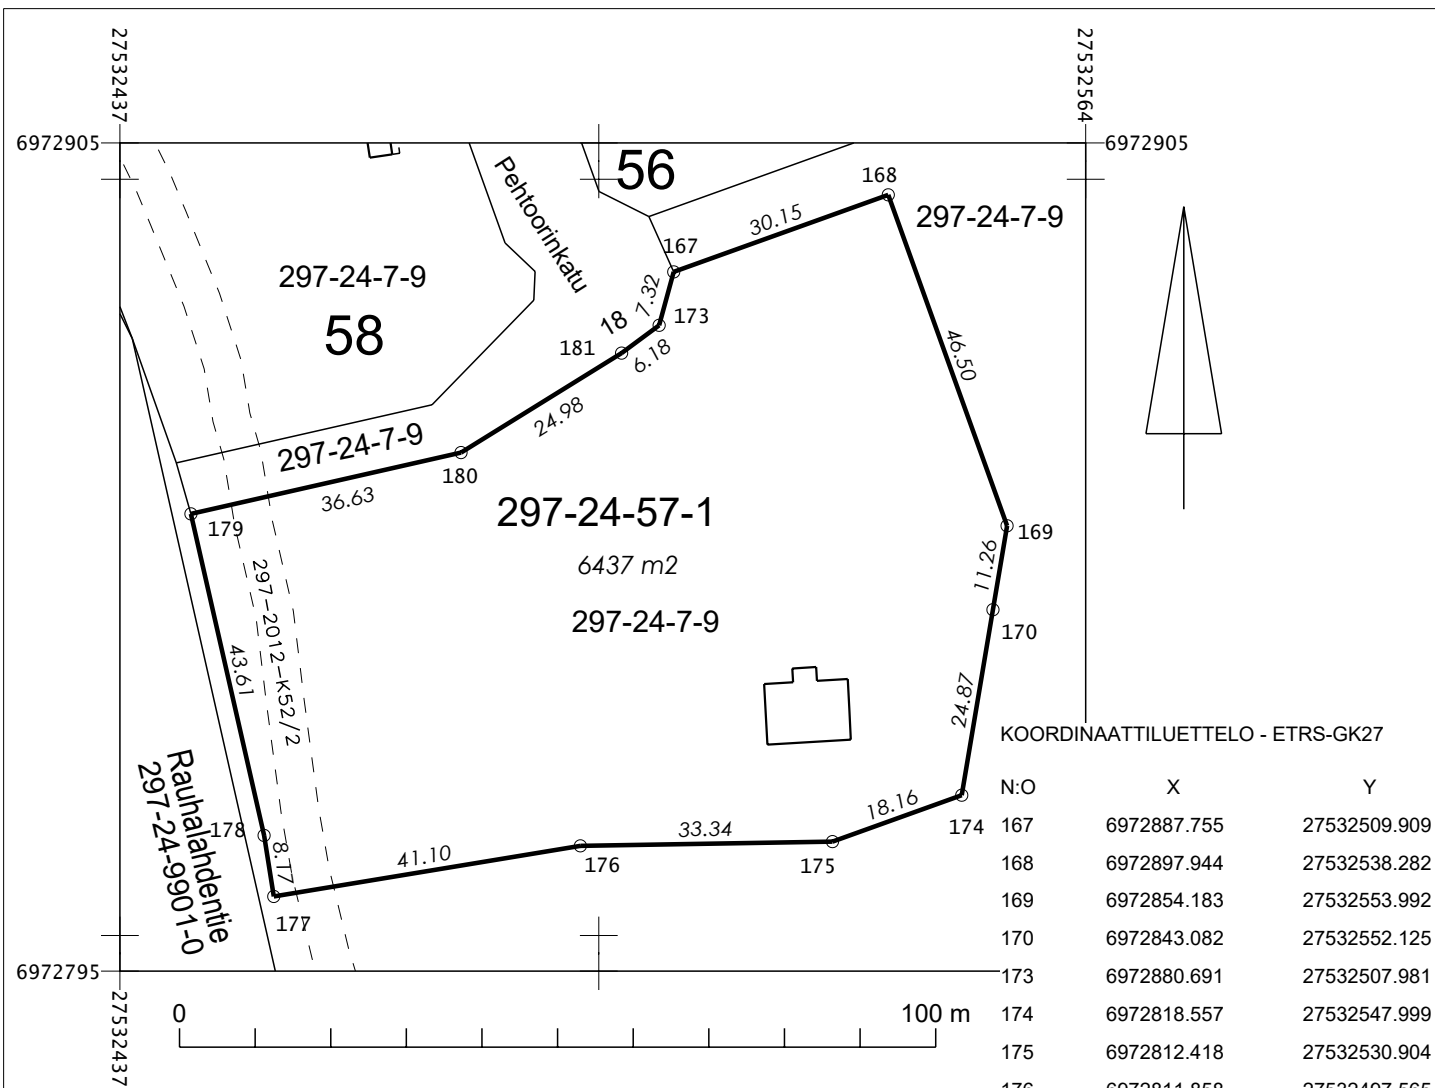 27532437
27532564
6972905
6972905
56
Pehtoorinkatu
168
297-24-7-9
30.15
167
297-24-7-9
58
7.32
18
173
181
6.18
46.50
24.98
297-24-7-9
180
36.63
297-24-57-1
179
169
6437 m2
11.26
297-2012-K52/2
297-24-7-9
170
43.61
24.87
KOORDINAATTILUETTELO - ETRS-GK27
Rauhalahdentie
297-24-9901-0
N:O X Y
18.16
178
33.34
174
167 6972887.755 27532509.909
8.77
41.10
176
175
168 6972897.944 27532538.282
169 6972854.183 27532553.992
177
170 6972843.082 27532552.125
6972795
173 6972880.691 27532507.981
27532437
0
100 m
174 6972818.557 27532547.999
175 6972812.418 27532530.904
176 6972811.858 27532497.565